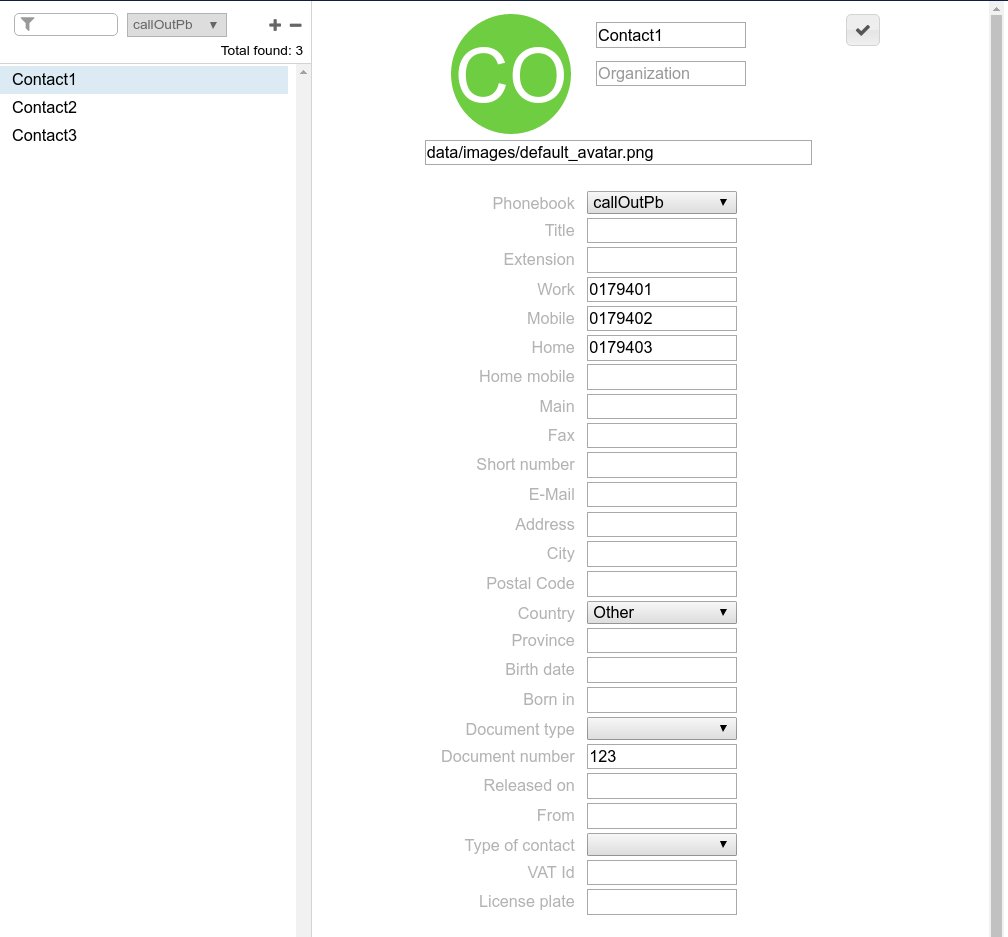 callOutPb
Total found: 3
Contact1
Contact2
Contact3
CO
Contact1
Organization
data/images/default_avatar.png
Phonebook callOutPb
Title
Extension
Work 0179401
Mobile 0179402
Home 0179403
Home mobile
Main
Fax
Short number
E-Mail
Address
City
Postal Code
Country Other
Province
Birth date
Born in
Document type
Document number 123
Released on
From
Type of contact
VAT Id
License plate